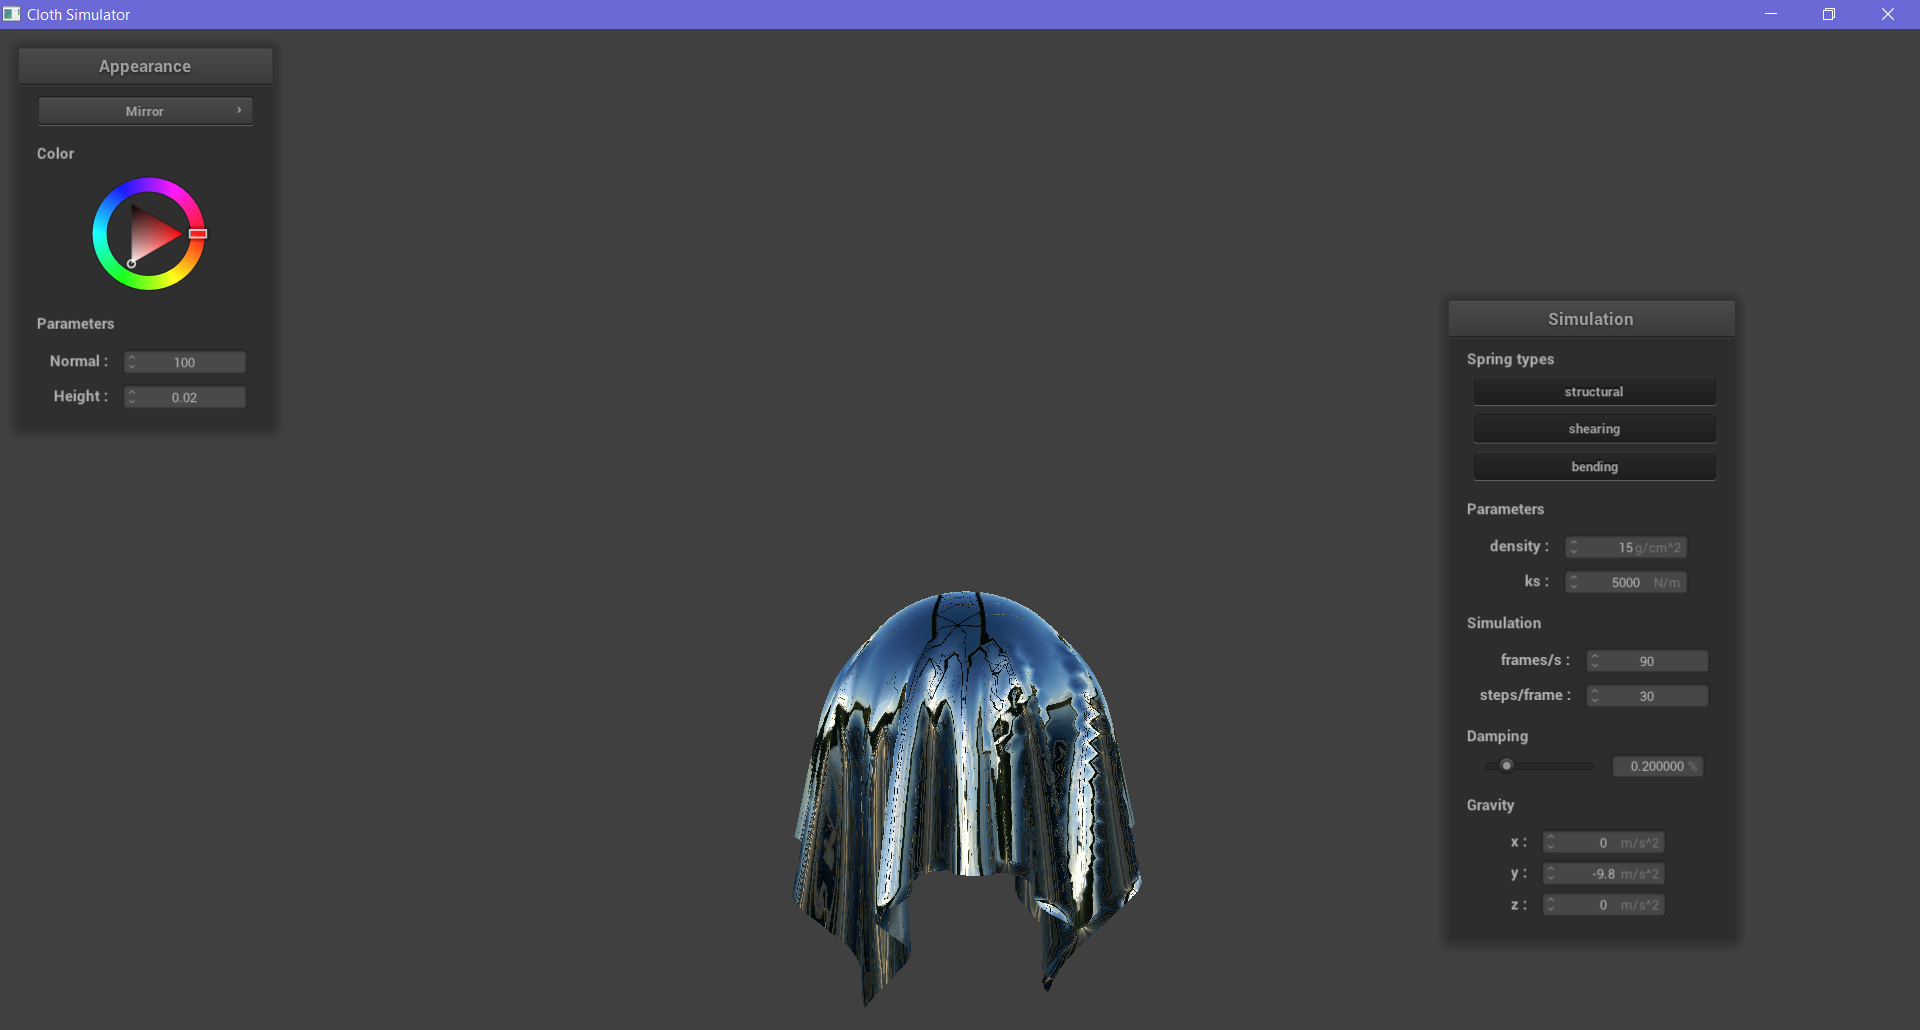 Cloth Simulator
Appearance
Mirror
Color
Parameters
Normal : 100
Height : 0.02
Simulation
Spring types
structural
shearing
bending
Parameters
density : 15 g/cm^2
ks : 5000 N/m
Simulation
frames/s : 90
steps/frame : 30
Damping
0.200000 %
Gravity
x : 0 m/s^2
y : -9.8 m/s^2
z : 0 m/s^2